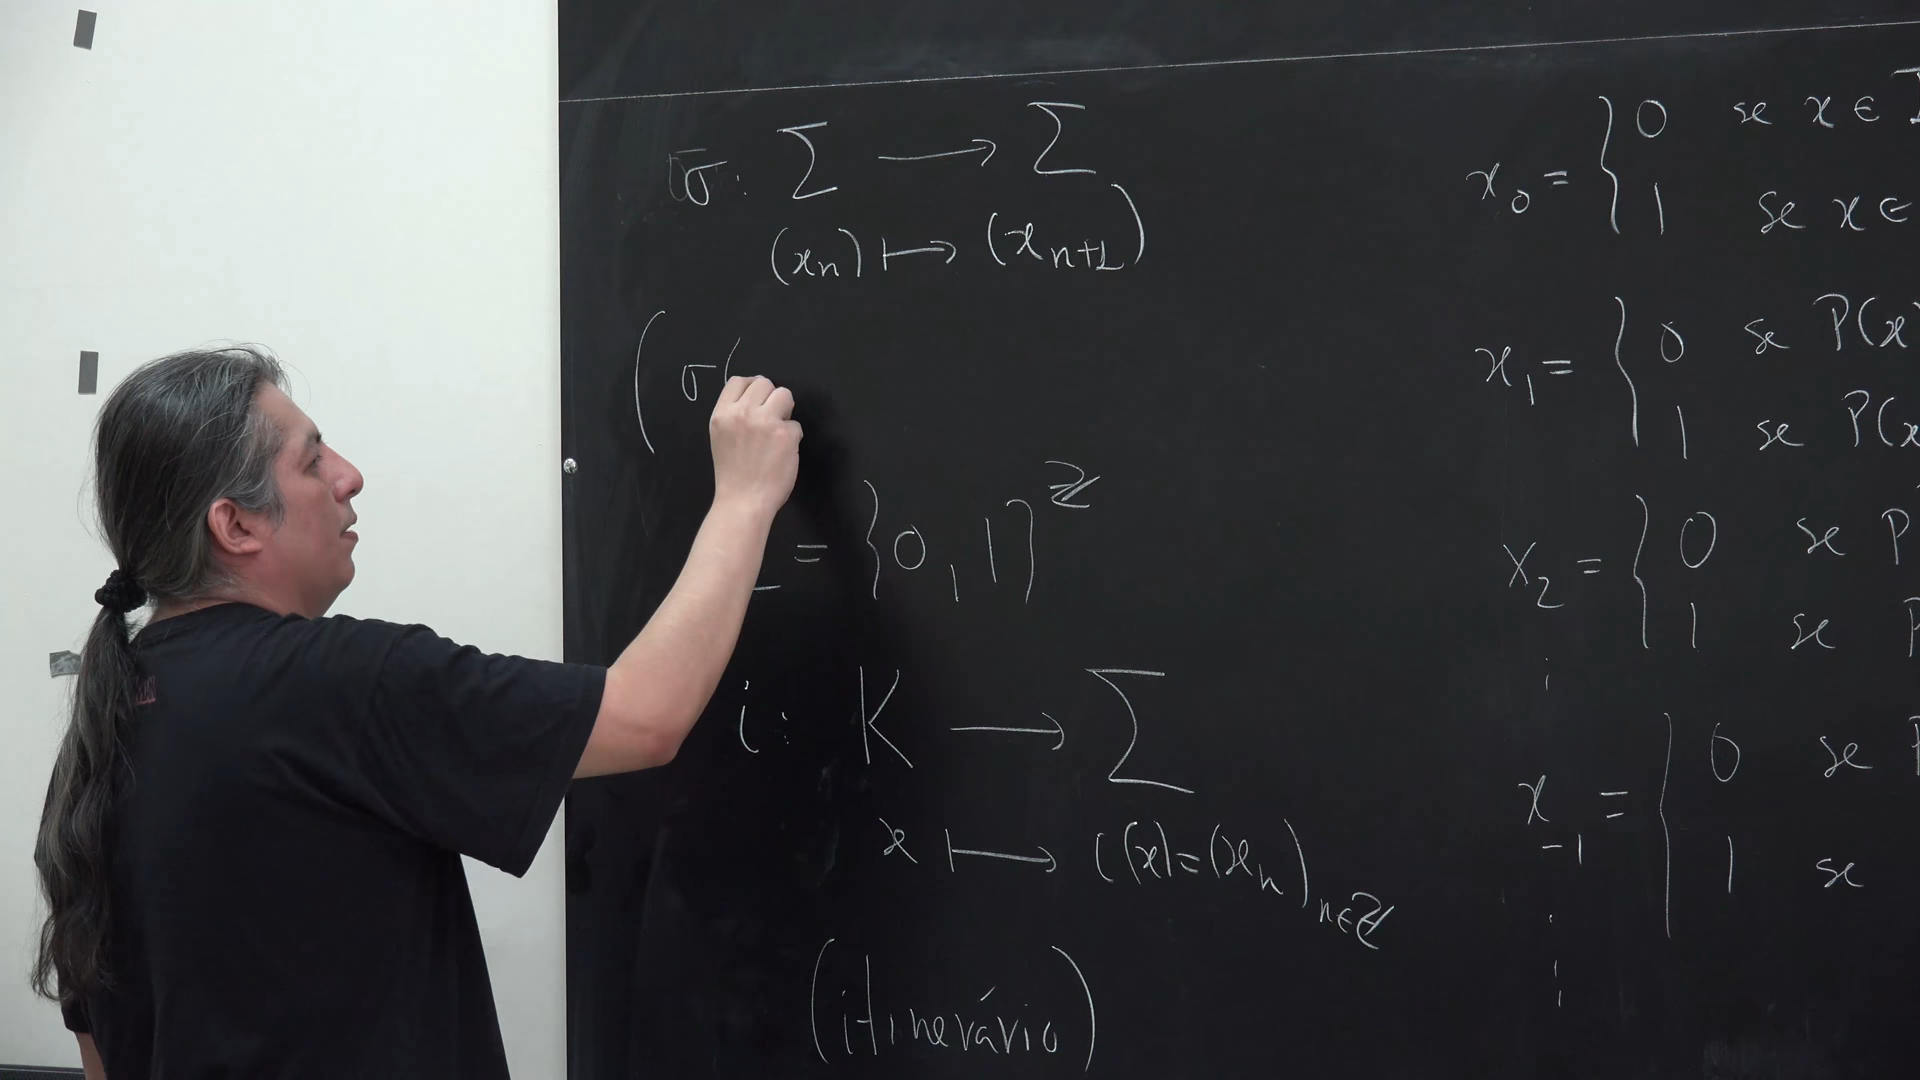 σ: Σ → Σ
(xₙ) ↦ (xₙ₊₁)
( σ(
= {0, 1}^ℤ
i: K → Σ
x ↦ i(x) = (xₙ)ₙ∈ℤ
(itinerário)
x₀ = { 0 se x ∈ I
1 se x ∈
x₁ = { 0 se P(x
1 se P(x
x₂ = { 0 se P
1 se P
x₋₁ = { 0 se P
1 se